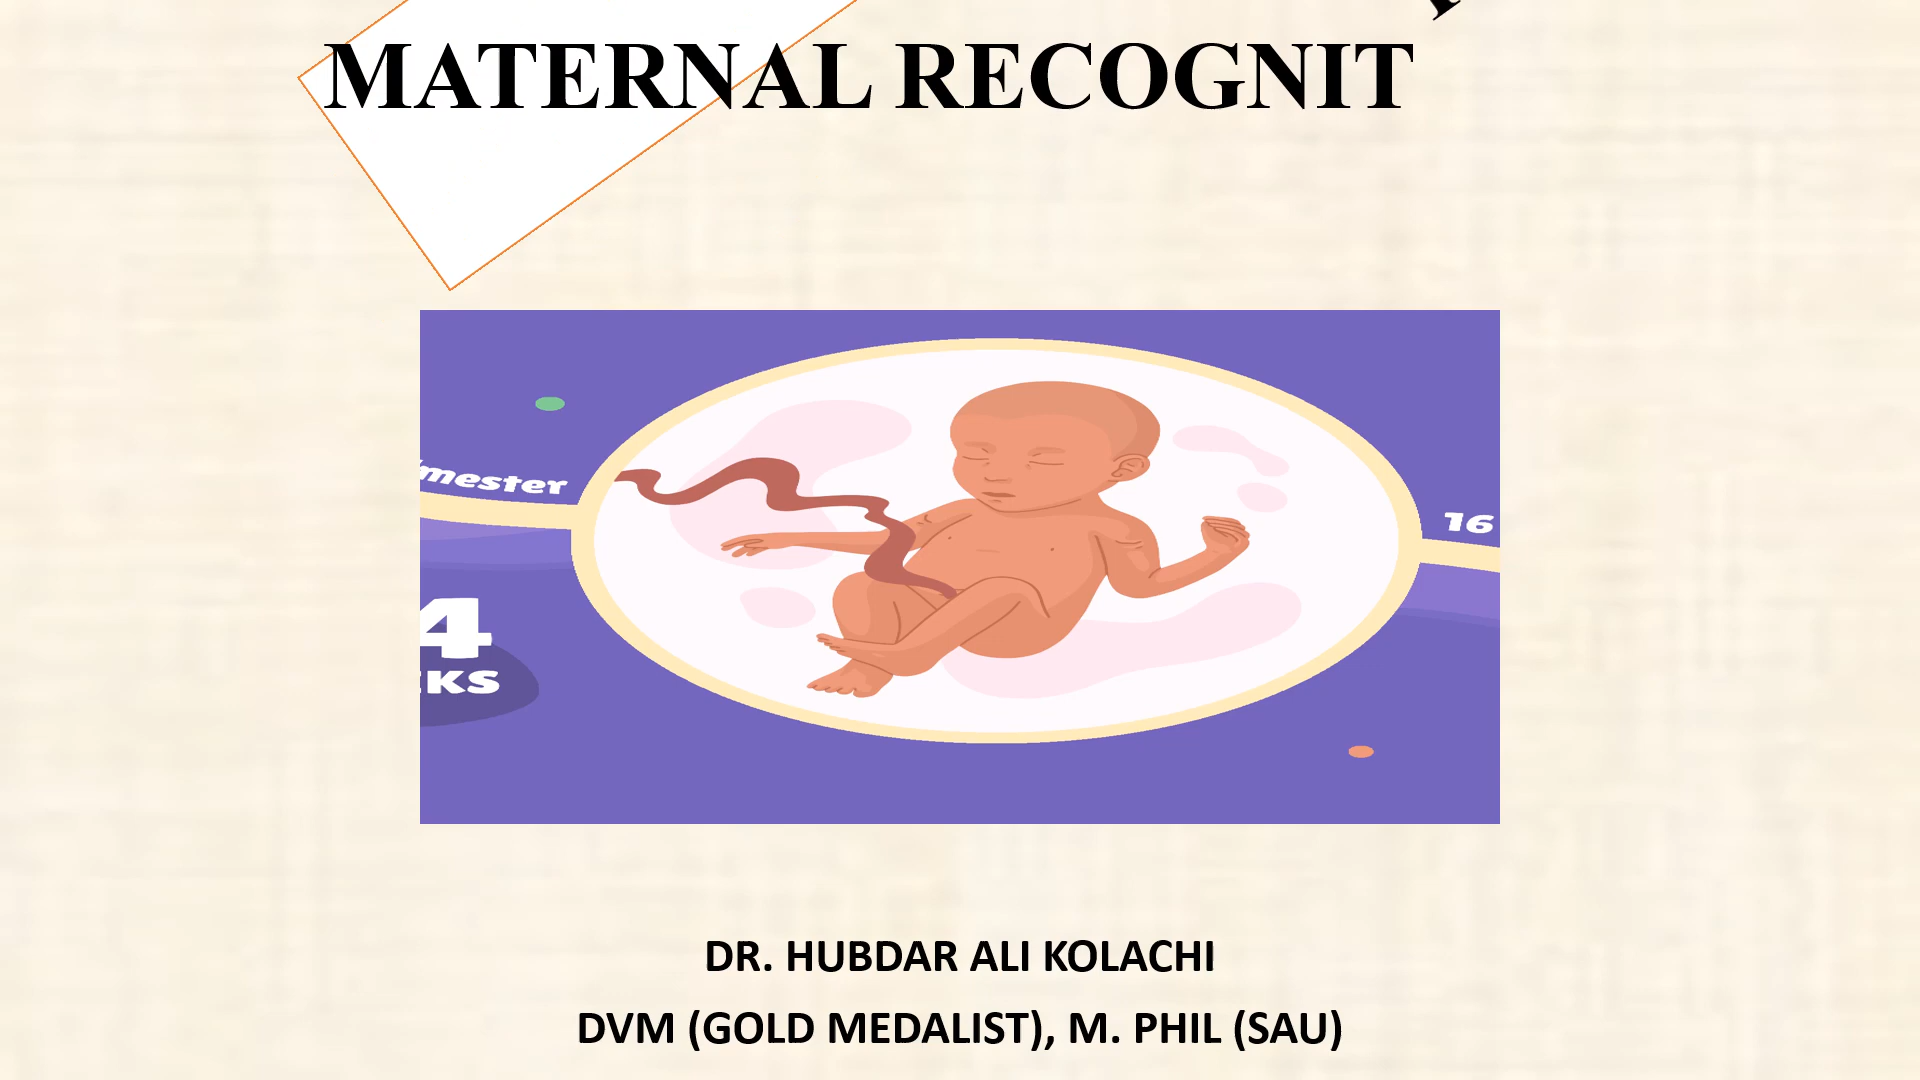 MATERNAL RECOGNIT
mester
16
4
KS
DR. HUBDAR ALI KOLACHI
DVM (GOLD MEDALIST), M. PHIL (SAU)